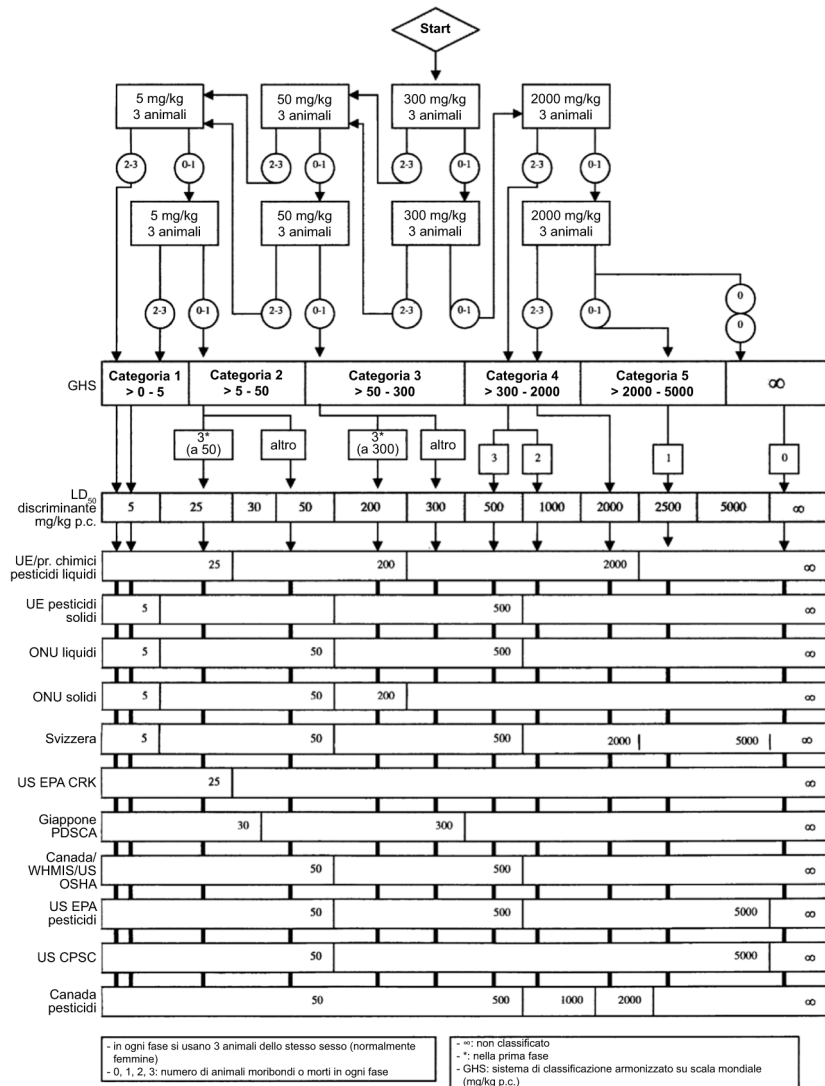 Start
5 mg/kg
3 animali
50 mg/kg
3 animali
300 mg/kg
3 animali
2000 mg/kg
3 animali
2-3
0-1
2-3
0-1
2-3
0-1
2-3
0-1
5 mg/kg
3 animali
50 mg/kg
3 animali
300 mg/kg
3 animali
2000 mg/kg
3 animali
2-3
0-1
2-3
0-1
2-3
0-1
2-3
0-1
0
0
GHS
Categoria 1
> 0 - 5
Categoria 2
> 5 - 50
Categoria 3
> 50 - 300
Categoria 4
> 300 - 2000
Categoria 5
> 2000 - 5000
∞
3*
(a 50)
altro
3*
(a 300)
altro
3
2
1
0
LD50
discriminante
mg/kg p.c.
5 25 30 50 200 300 500 1000 2000 2500 5000 ∞
UE/pr. chimici
pesticidi liquidi
25 200 2000 ∞
UE pesticidi
solidi
5 500 ∞
ONU liquidi
5 50 500 ∞
ONU solidi
5 50 200 ∞
Svizzera
5 50 500 2000 5000 ∞
US EPA CRK
25 ∞
Giappone
PDSCA
30 300 ∞
Canada/
WHMIS/US
OSHA
50 500 ∞
US EPA
pesticidi
50 500 5000 ∞
US CPSC
50 5000 ∞
Canada
pesticidi
50 500 1000 2000 ∞
- in ogni fase si usano 3 animali dello stesso sesso (normalmente
femmine)
- 0, 1, 2, 3: numero di animali moribondi o morti in ogni fase
- ∞: non classificato
- *: nella prima fase
- GHS: sistema di classificazione armonizzato su scala mondiale
(mg/kg p.c.)